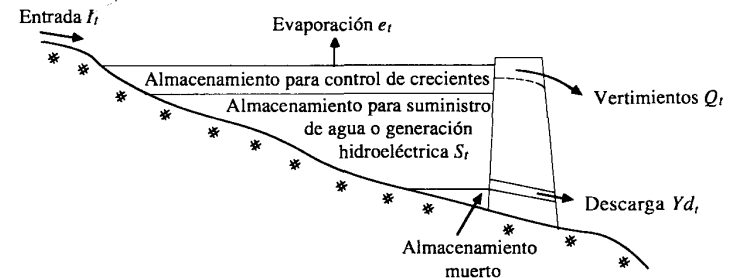 Entrada I_t
Evaporación e_t
Almacenamiento para control de crecientes
Vertimientos Q_t
Almacenamiento para suministro
de agua o generación
hidroeléctrica S_t
Descarga Yd_t
Almacenamiento
muerto